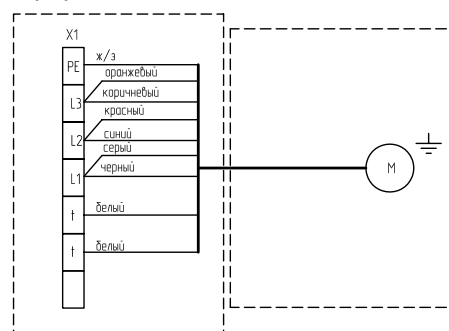 X1
PE
ж/з
оранжевый
L3
коричневый
красный
L2
синий
серый
L1
черный
t
белый
t
белый
M